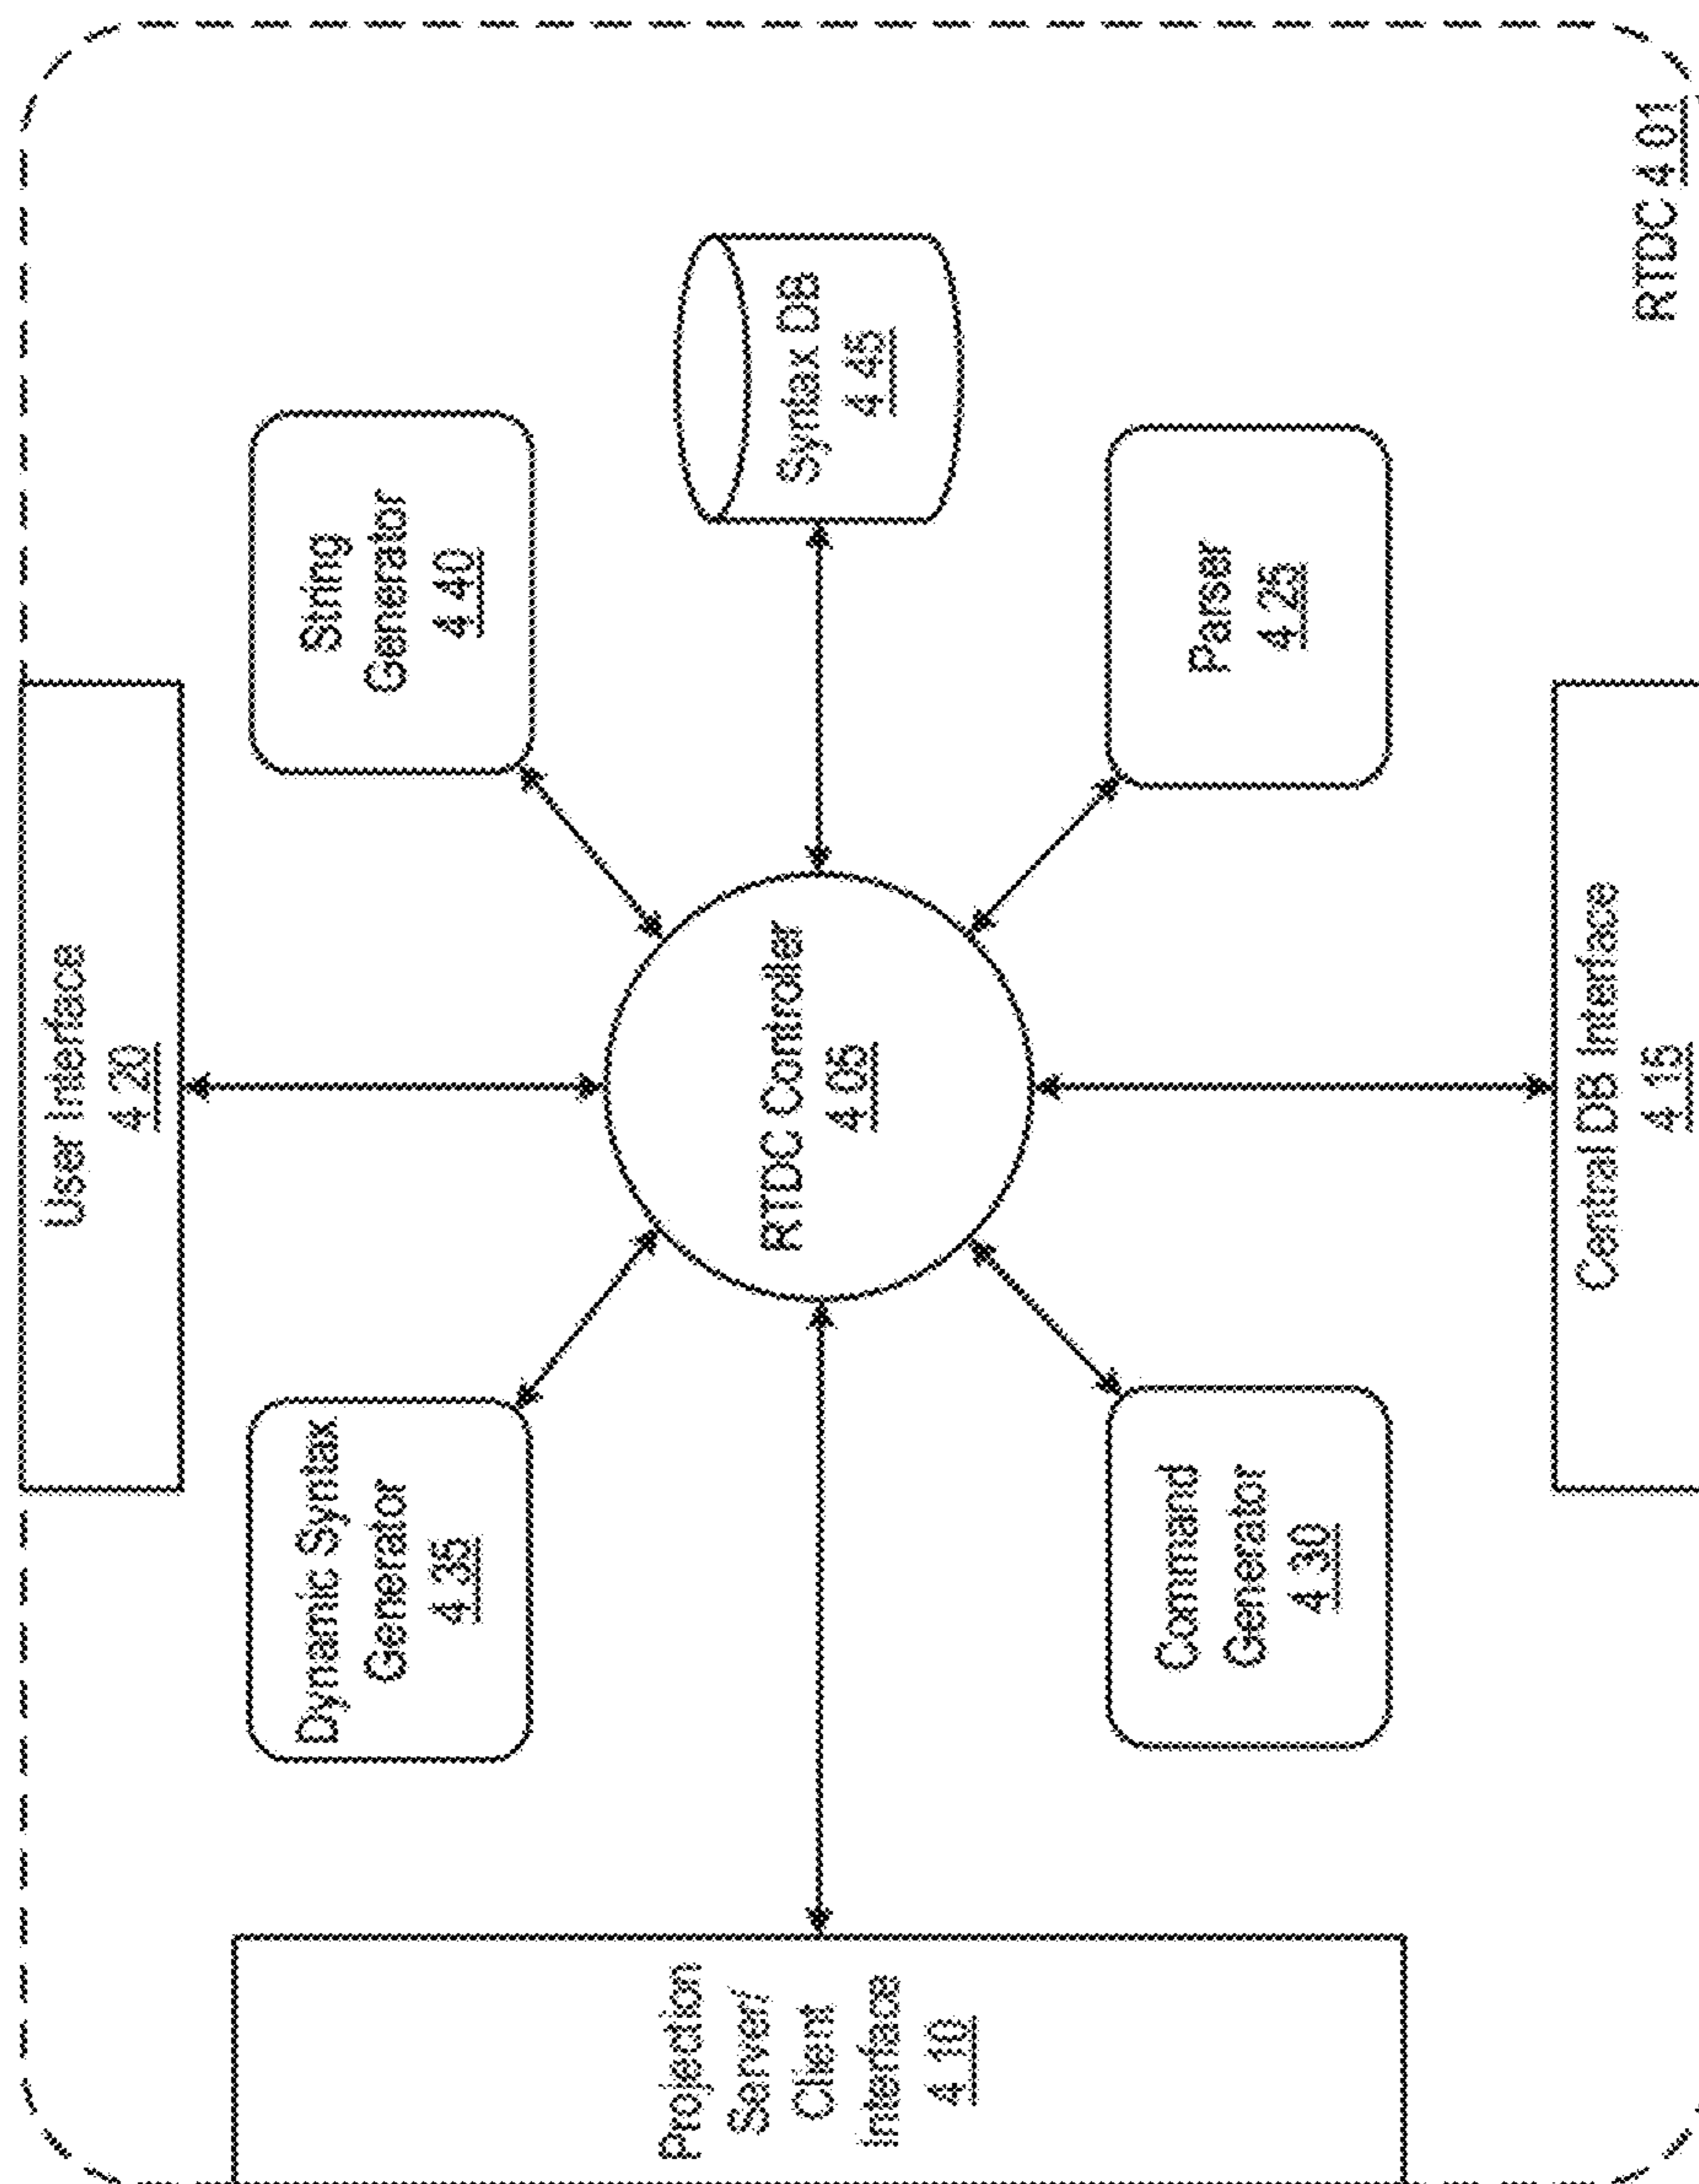 User Interface
4.20
Dynamic Syntax
Generator
4.35
String
Generator
4.40
Projection
Server/
Client
Interface
4.10
RTDC Controller
4.05
Syntax DB
4.45
Command
Generator
4.30
Parser
4.25
Central DB Interface
4.15
RTDC 4.01